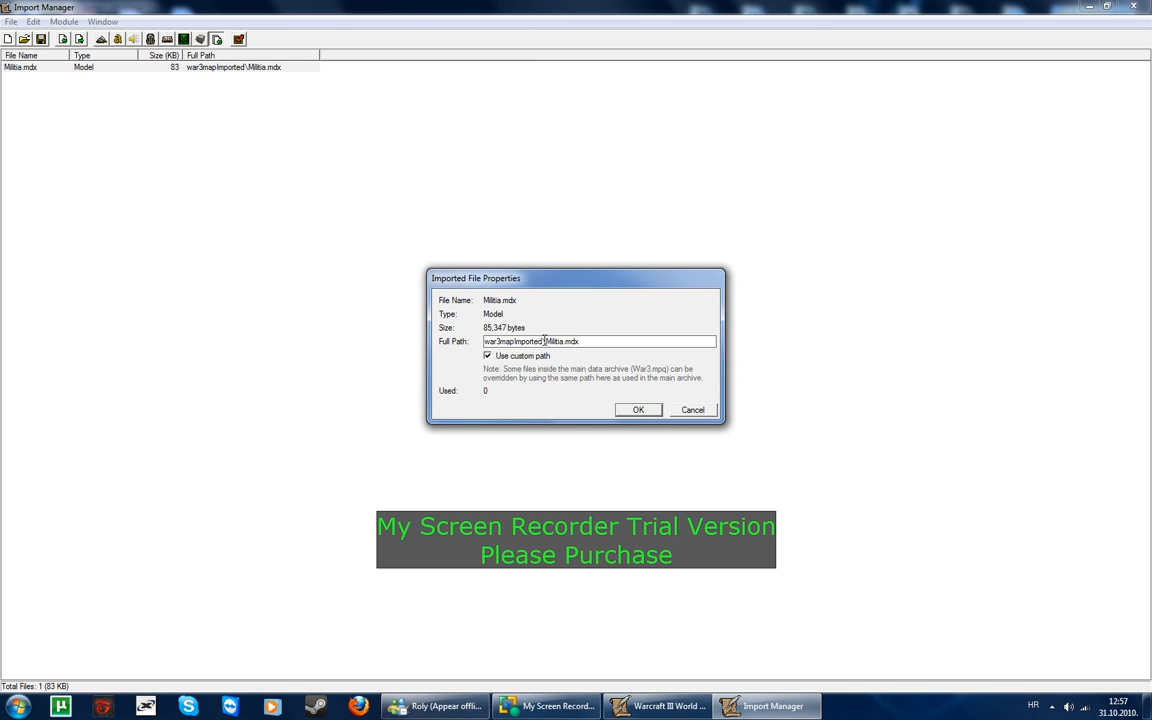 Import Manager
File Edit Module Window
File Name Type Size (KB) Full Path
Militia.mdx Model 83 war3mapImported\Militia.mdx
Imported File Properties
File Name: Militia.mdx
Type: Model
Size: 85,347 bytes
Full Path: war3mapImported\Militia.mdx
Use custom path
Note: Some files inside the main data archive (War3.mpq) can be
overridden by using the same path here as used in the main archive.
Used: 0
OK Cancel
My Screen Recorder Trial Version
Please Purchase
Total Files: 1 (83 KB)
Roly (Appear offli... My Screen Record... Warcraft III World ... Import Manager HR 12:57
31.10.2010.